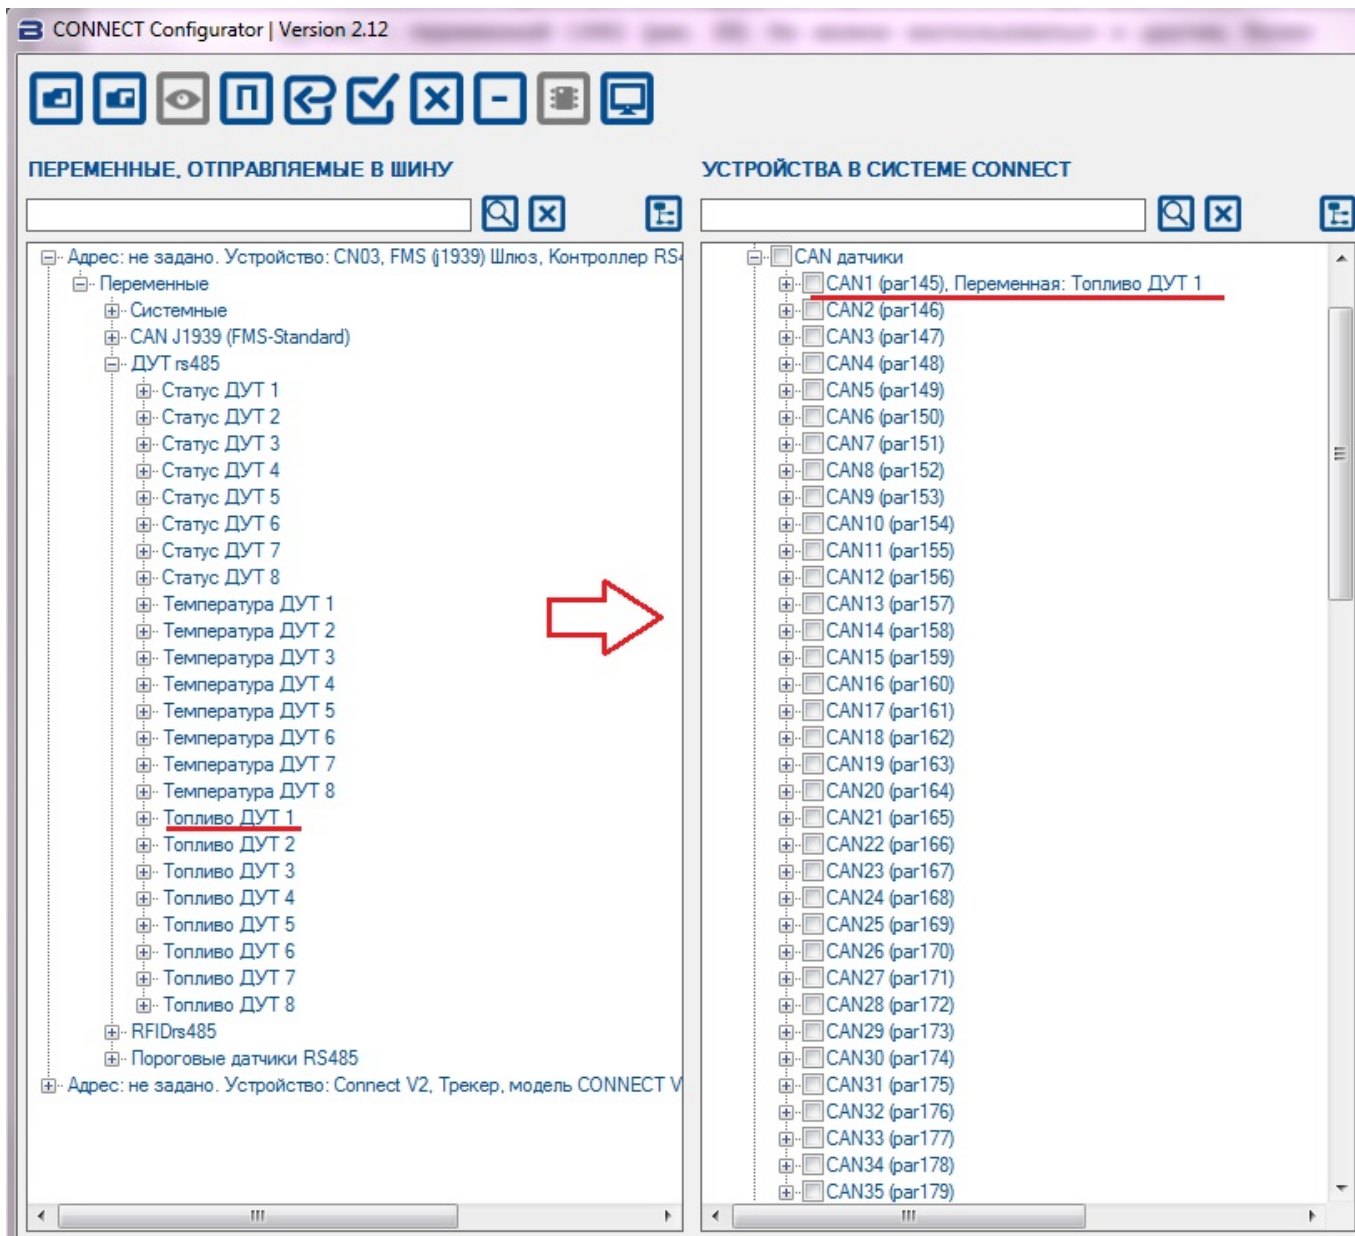 CONNECT Configurator | Version 2.12
ПЕРЕМЕННЫЕ, ОТПРАВЛЯЕМЫЕ В ШИНУ
Адрес: не задано. Устройство: CN03, FMS (j1939) Шлюз, Контроллер RS4
Переменные
Системные
CAN J1939 (FMS-Standard)
ДУТ rs485
Статус ДУТ 1
Статус ДУТ 2
Статус ДУТ 3
Статус ДУТ 4
Статус ДУТ 5
Статус ДУТ 6
Статус ДУТ 7
Статус ДУТ 8
Температура ДУТ 1
Температура ДУТ 2
Температура ДУТ 3
Температура ДУТ 4
Температура ДУТ 5
Температура ДУТ 6
Температура ДУТ 7
Температура ДУТ 8
Топливо ДУТ 1
Топливо ДУТ 2
Топливо ДУТ 3
Топливо ДУТ 4
Топливо ДУТ 5
Топливо ДУТ 6
Топливо ДУТ 7
Топливо ДУТ 8
RFIDrs485
Пороговые датчики RS485
Адрес: не задано. Устройство: Connect V2, Трекер, модель CONNECT V
УСТРОЙСТВА В СИСТЕМЕ CONNECT
CAN датчики
CAN1 (par145), Переменная: Топливо ДУТ 1
CAN2 (par146)
CAN3 (par147)
CAN4 (par148)
CAN5 (par149)
CAN6 (par150)
CAN7 (par151)
CAN8 (par152)
CAN9 (par153)
CAN10 (par154)
CAN11 (par155)
CAN12 (par156)
CAN13 (par157)
CAN14 (par158)
CAN15 (par159)
CAN16 (par160)
CAN17 (par161)
CAN18 (par162)
CAN19 (par163)
CAN20 (par164)
CAN21 (par165)
CAN22 (par166)
CAN23 (par167)
CAN24 (par168)
CAN25 (par169)
CAN26 (par170)
CAN27 (par171)
CAN28 (par172)
CAN29 (par173)
CAN30 (par174)
CAN31 (par175)
CAN32 (par176)
CAN33 (par177)
CAN34 (par178)
CAN35 (par179)